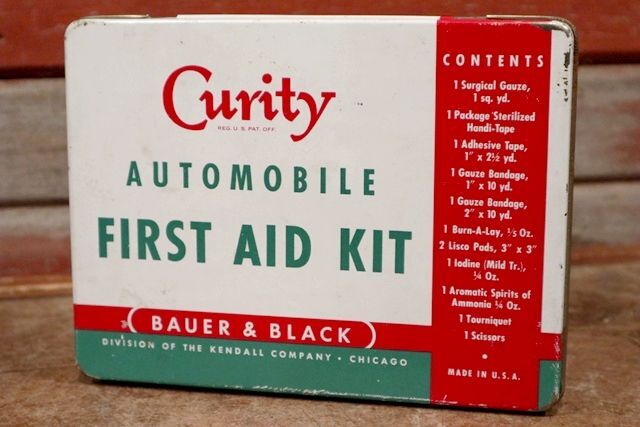 Curity
REG. U. S. PAT. OFF.
AUTOMOBILE
FIRST AID KIT
BAUER & BLACK
DIVISION OF THE KENDALL COMPANY • CHICAGO
CONTENTS
1 Surgical Gauze,
1 sq. yd.
1 Package Sterilized
Handi-Tape
1 Adhesive Tape,
1" x 2½ yd.
1 Gauze Bandage,
1" x 10 yd.
1 Gauze Bandage,
2" x 10 yd.
1 Burn-A-Lay, ⅕ Oz.
2 Lisco Pads, 3" x 3"
1 Iodine (Mild Tr.),
¼ Oz.
1 Aromatic Spirits of
Ammonia ¼ Oz.
1 Tourniquet
1 Scissors
MADE IN U.S.A.